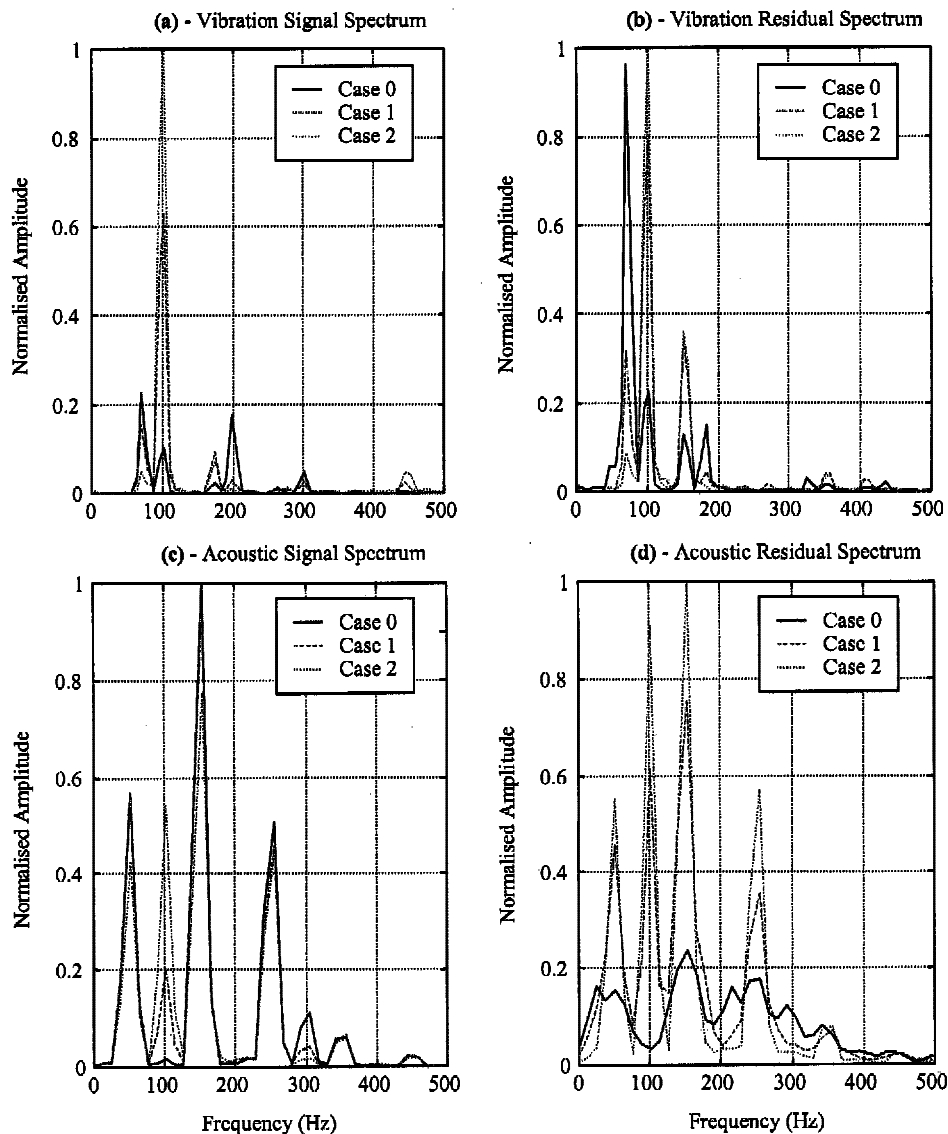 (a) - Vibration Signal Spectrum
1
0.8
0.6
0.4
0.2
0
Normalised Amplitude
Case 0
Case 1
Case 2
0 100 200 300 400 500
(b) - Vibration Residual Spectrum
1
0.8
0.6
0.4
0.2
0
Normalised Amplitude
Case 0
Case 1
Case 2
0 100 200 300 400 500
(c) - Acoustic Signal Spectrum
1
0.8
0.6
0.4
0.2
0
Normalised Amplitude
Case 0
Case 1
Case 2
0 100 200 300 400 500
Frequency (Hz)
(d) - Acoustic Residual Spectrum
1
0.8
0.6
0.4
0.2
0
Normalised Amplitude
Case 0
Case 1
Case 2
0 100 200 300 400 500
Frequency (Hz)